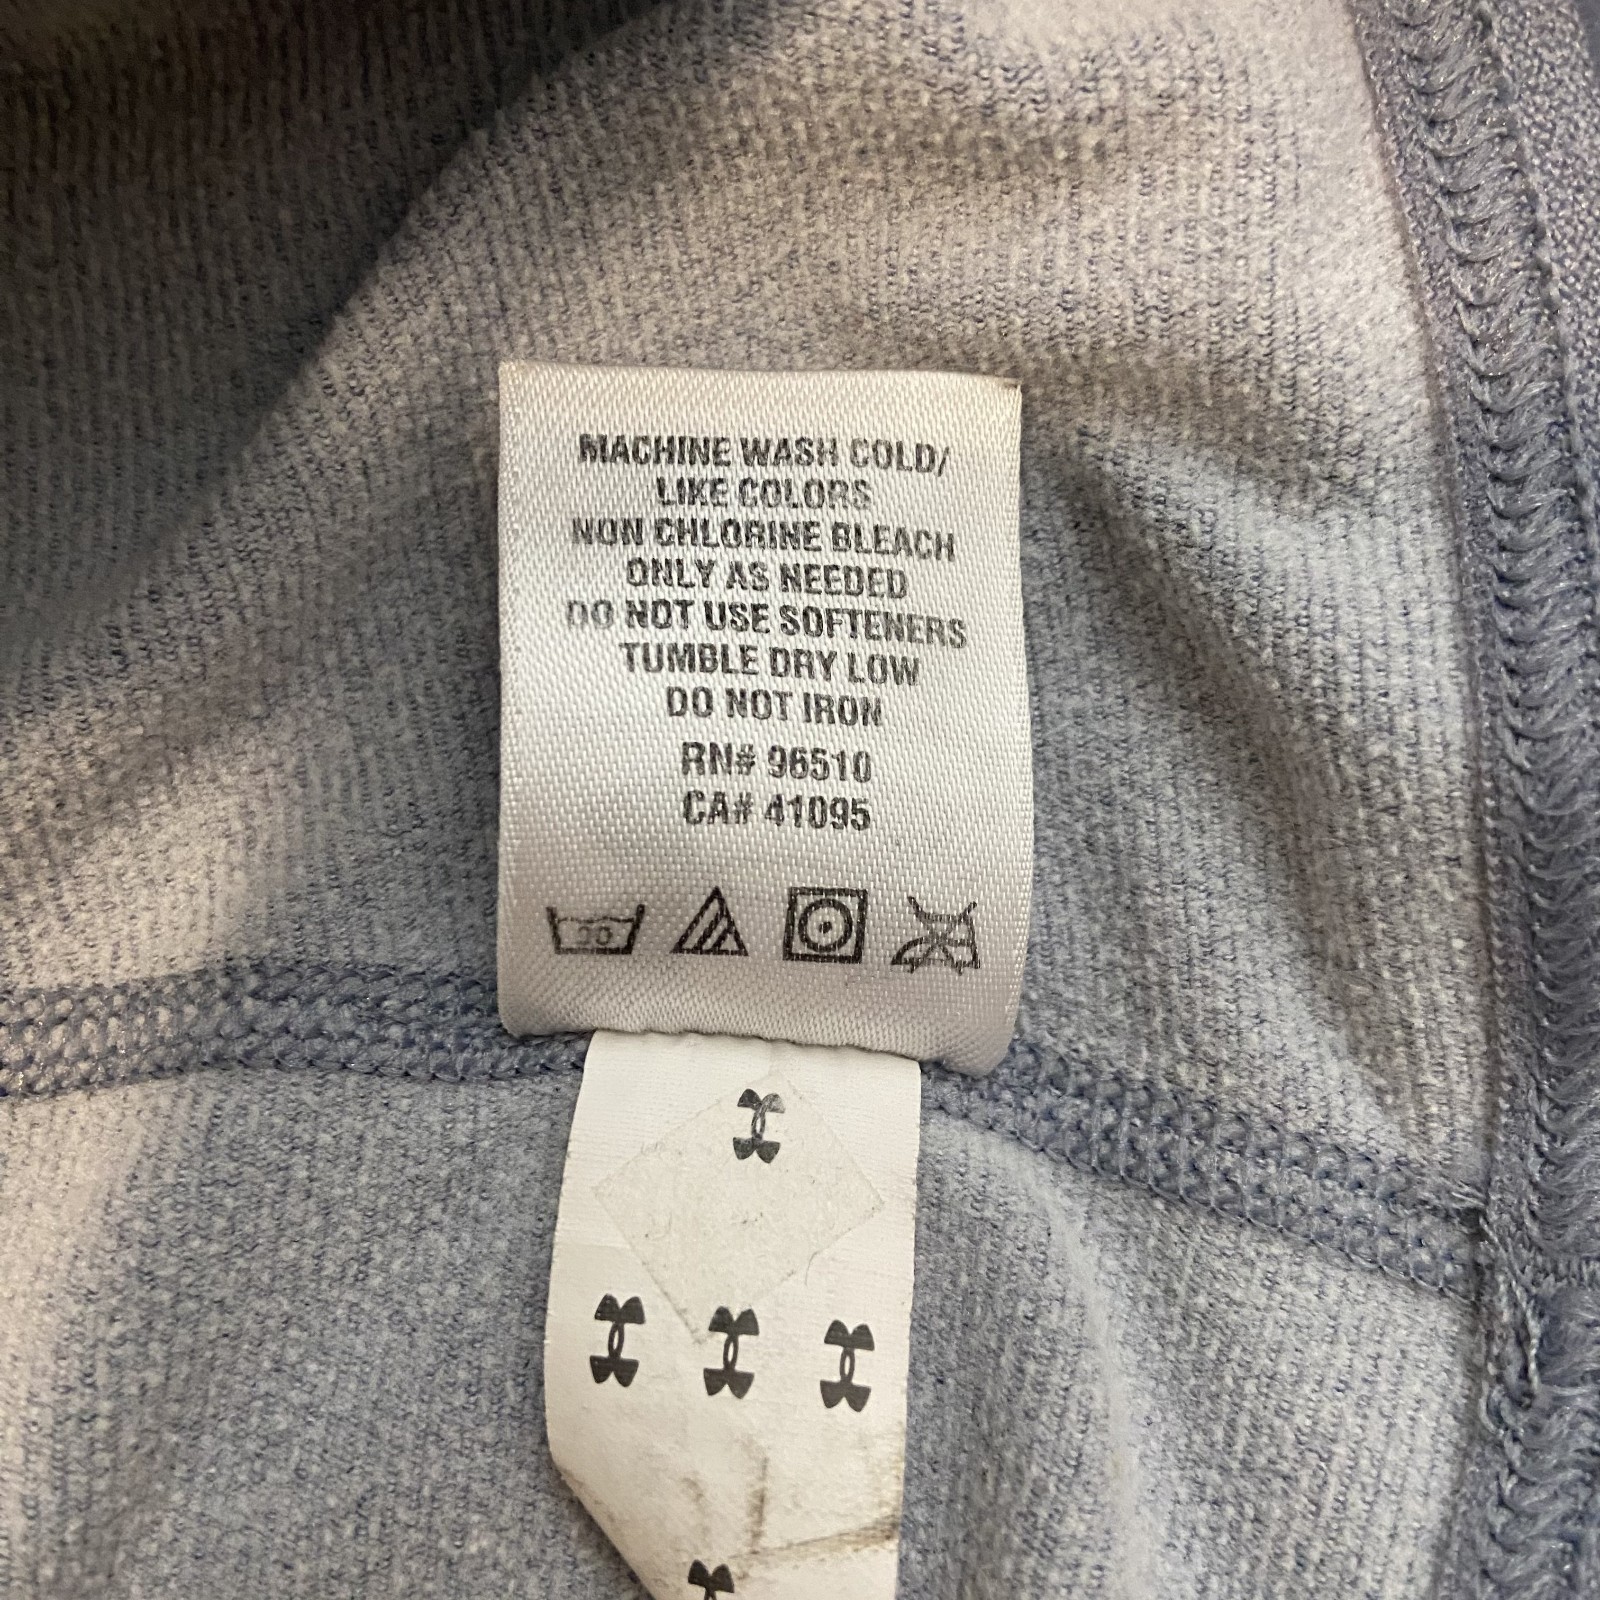 MACHINE WASH COLD/
LIKE COLORS
NON CHLORINE BLEACH
ONLY AS NEEDED
DO NOT USE SOFTENERS
TUMBLE DRY LOW
DO NOT IRON
RN# 96510
CA# 41095
30